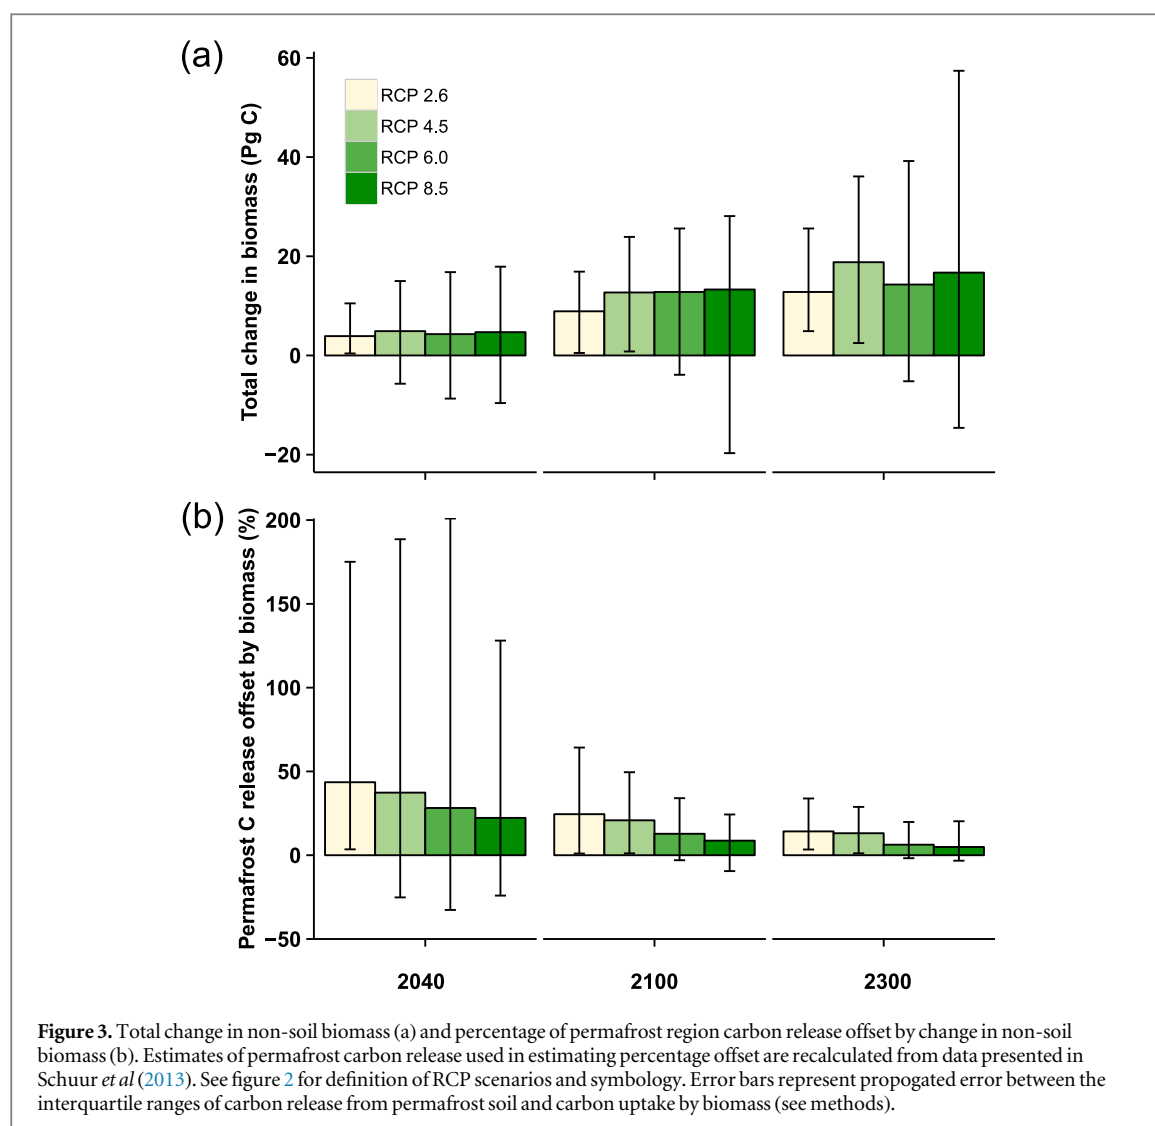 (a)
60
40
20
0
−20
Total change in biomass (Pg C)
RCP 2.6
RCP 4.5
RCP 6.0
RCP 8.5
(b)
200
150
100
50
0
−50
Permafrost C release offset by biomass (%)
2040 2100 2300
Figure 3. Total change in non-soil biomass (a) and percentage of permafrost region carbon release offset by change in non-soil
biomass (b). Estimates of permafrost carbon release used in estimating percentage offset are recalculated from data presented in
Schuur et al (2013). See figure 2 for definition of RCP scenarios and symbology. Error bars represent propogated error between the
interquartile ranges of carbon release from permafrost soil and carbon uptake by biomass (see methods).